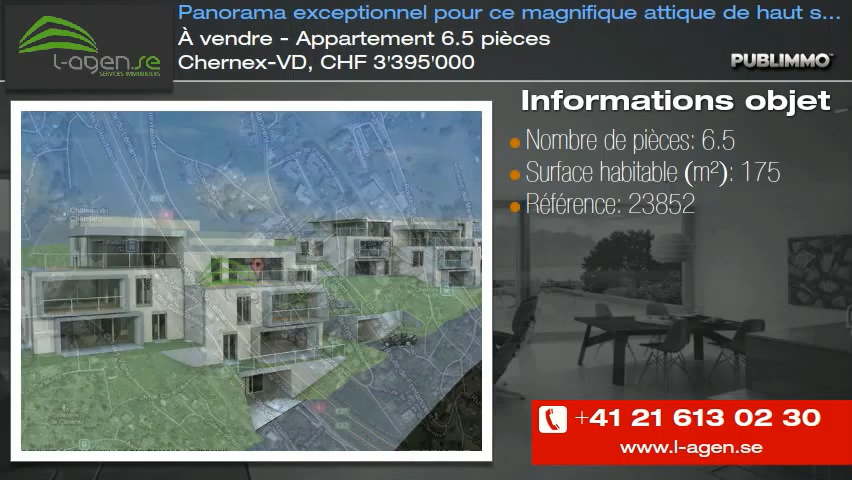 Panorama exceptionnel pour ce magnifique attique de haut s...
l-agen.se
SERVICES IMMOBILIERS
À vendre - Appartement 6.5 pièces
Chernex-VD, CHF 3'395'000
PUBLIMMO
Informations objet
Nombre de pièces: 6.5
Surface habitable (m²): 175
Référence: 23852
+41 21 613 02 30
www.l-agen.se